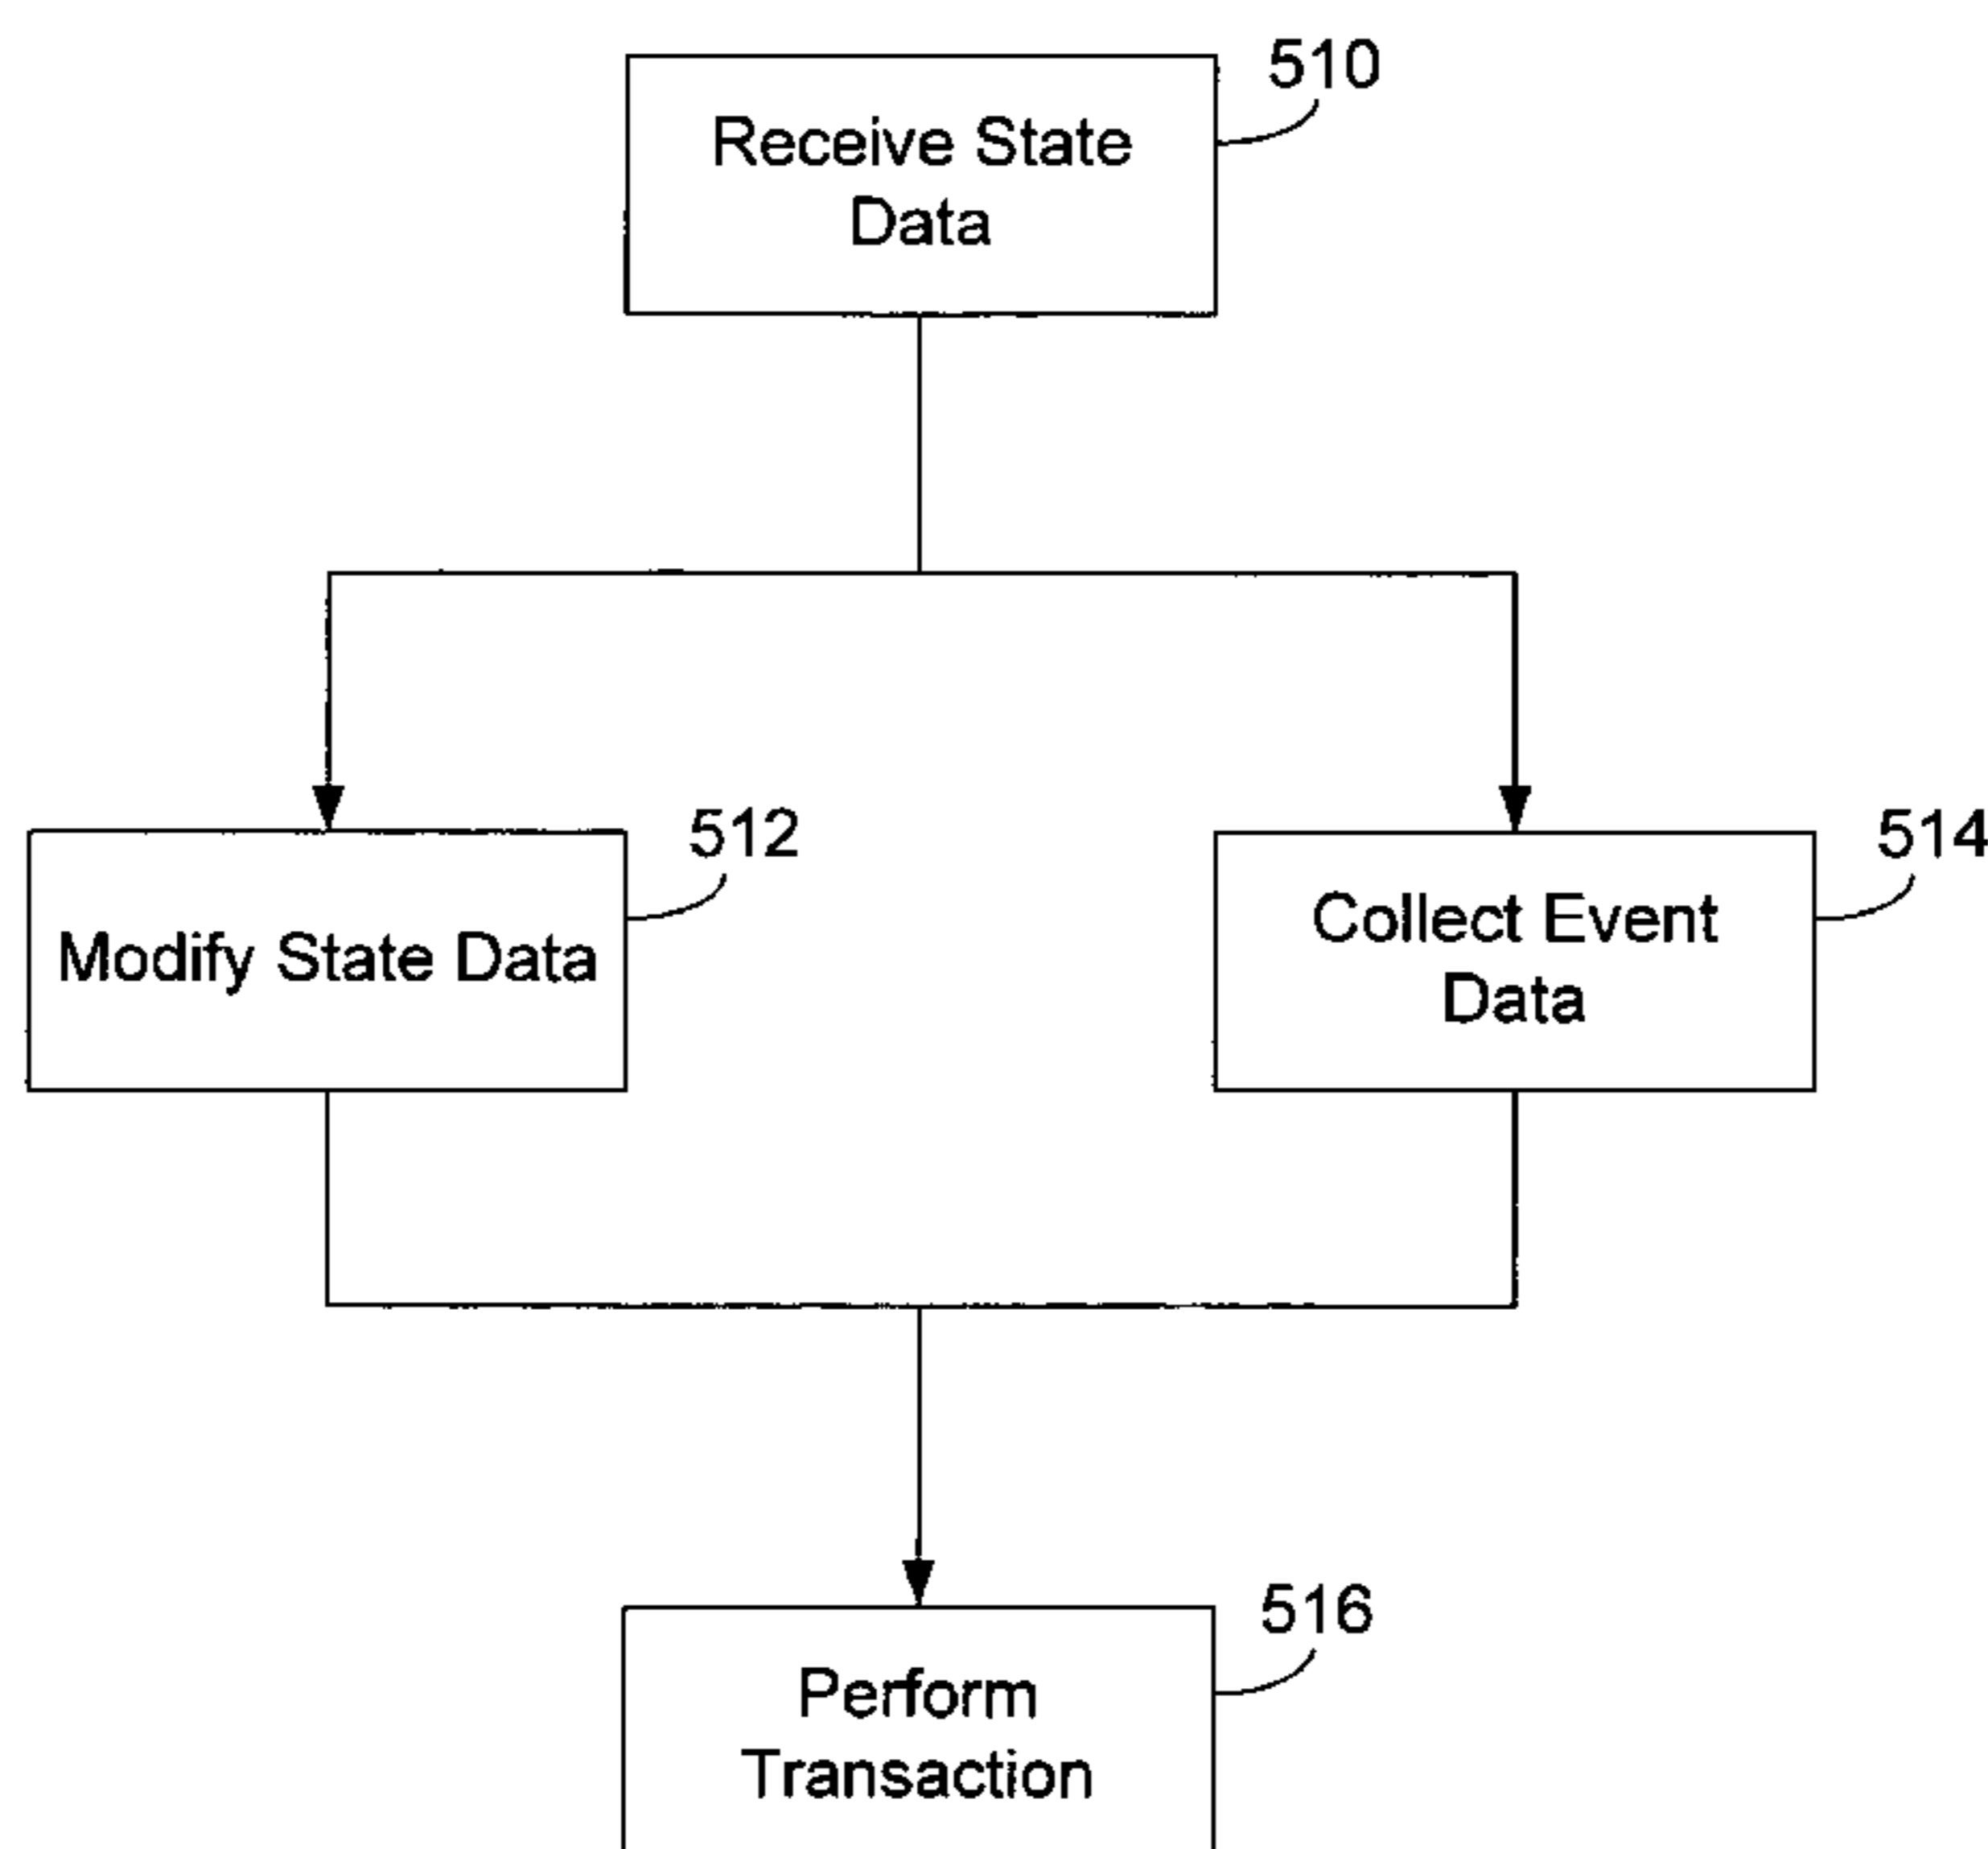 510
Receive State
Data
512
Modify State Data
514
Collect Event
Data
516
Perform
Transaction